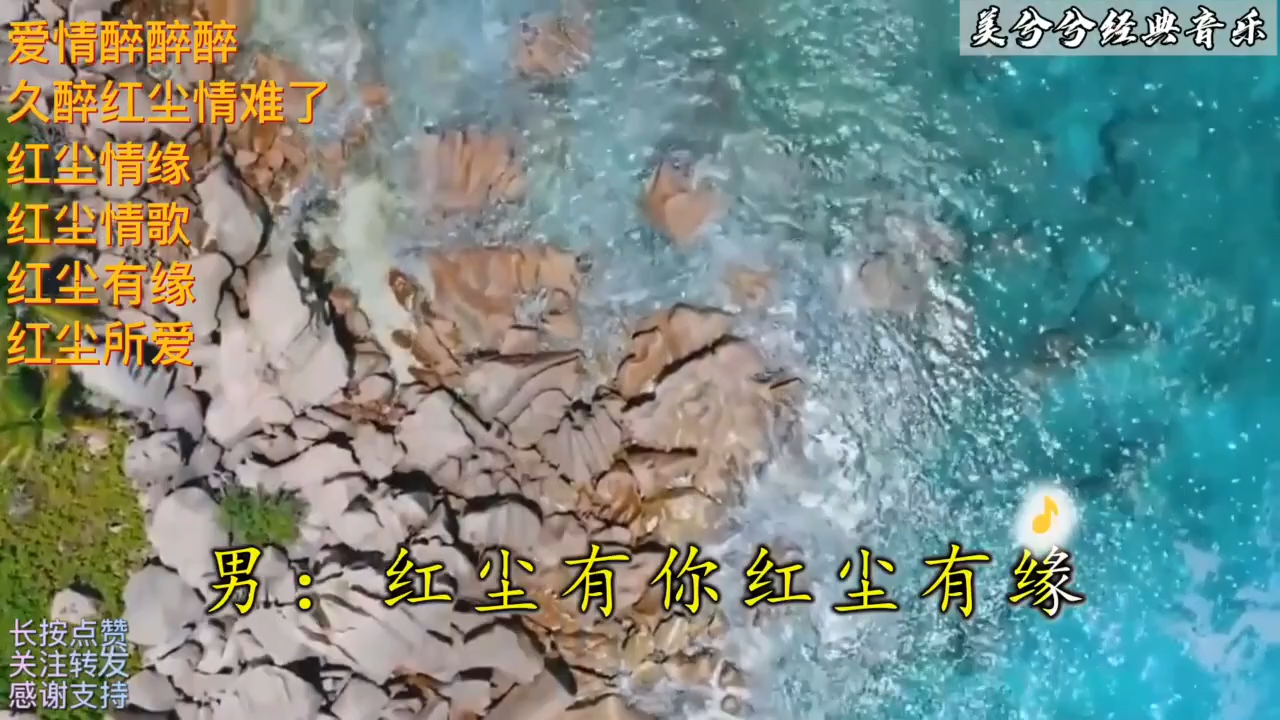 美兮兮经典音乐
爱情醉醉醉
久醉红尘情难了
红尘情缘
红尘情歌
红尘有缘
红尘所爱
男：红尘有你红尘有缘
长按点赞
关注转发
感谢支持